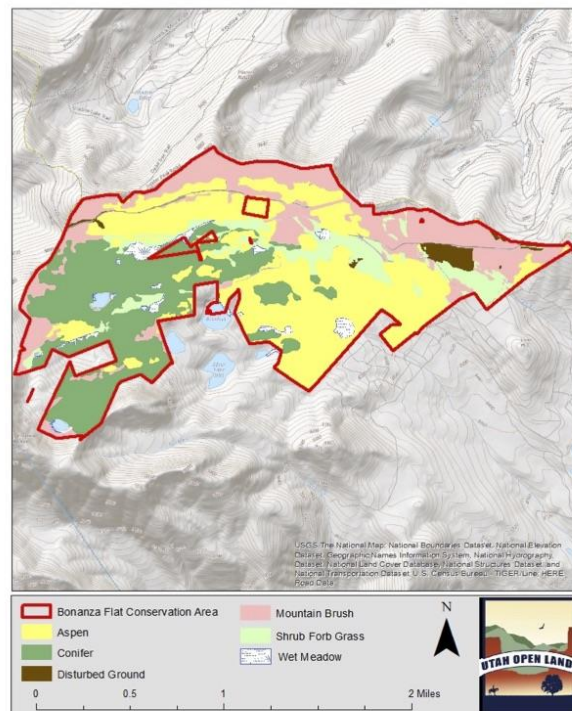 USGS The National Map: National Boundaries Dataset, National Elevation
Dataset, Geographic Names Information System, National Hydrography
Dataset, National Land Cover Database, National Structures Dataset, and
National Transportation Dataset; U.S. Census Bureau - TIGER/Line; HERE
Road Data
Bonanza Flat Conservation Area
Aspen
Conifer
Disturbed Ground
Mountain Brush
Shrub Forb Grass
Wet Meadow
N
UTAH OPEN LAND
0 0.5 1 2 Miles